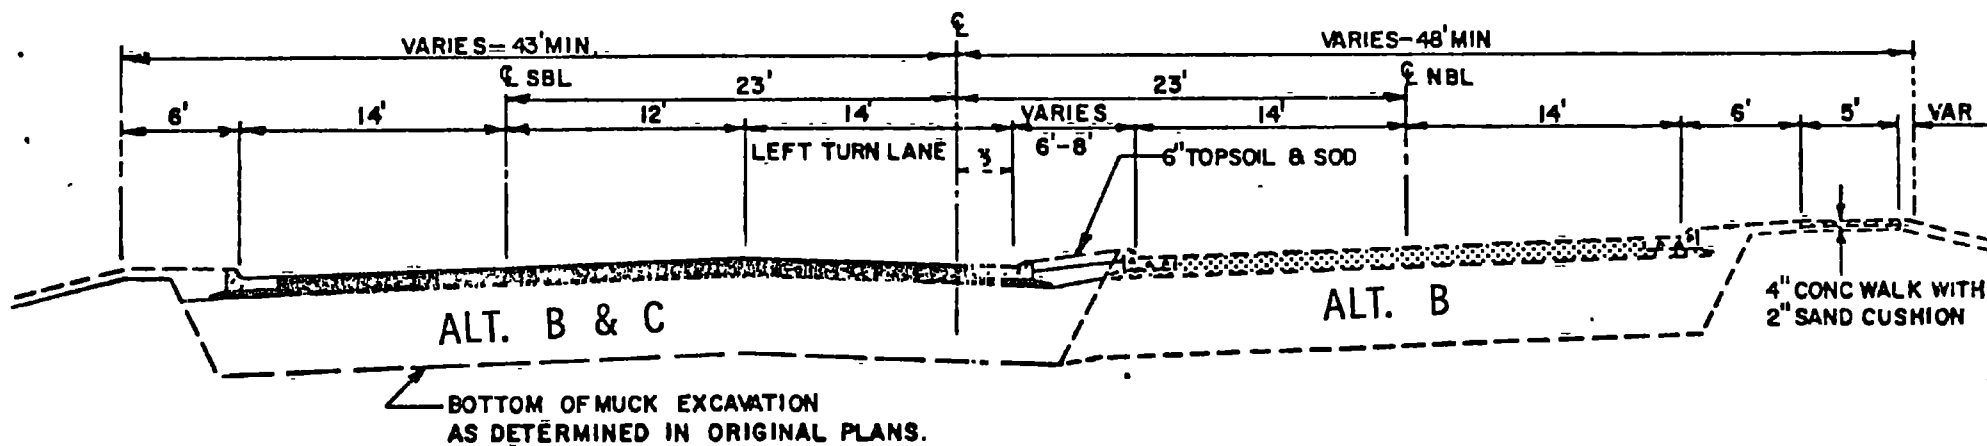 ℄
VARIES=43'MIN.
VARIES-48'MIN
℄ SBL
℄ NBL
23'
23'
6'
14'
12'
14'
VARIES
14'
14'
6'
5'
VAR
LEFT TURN LANE
3
6'-8'
6" TOPSOIL & SOD
ALT. B & C
ALT. B
4" CONC WALK WITH
2" SAND CUSHION
BOTTOM OF MUCK EXCAVATION
AS DETERMINED IN ORIGINAL PLANS.